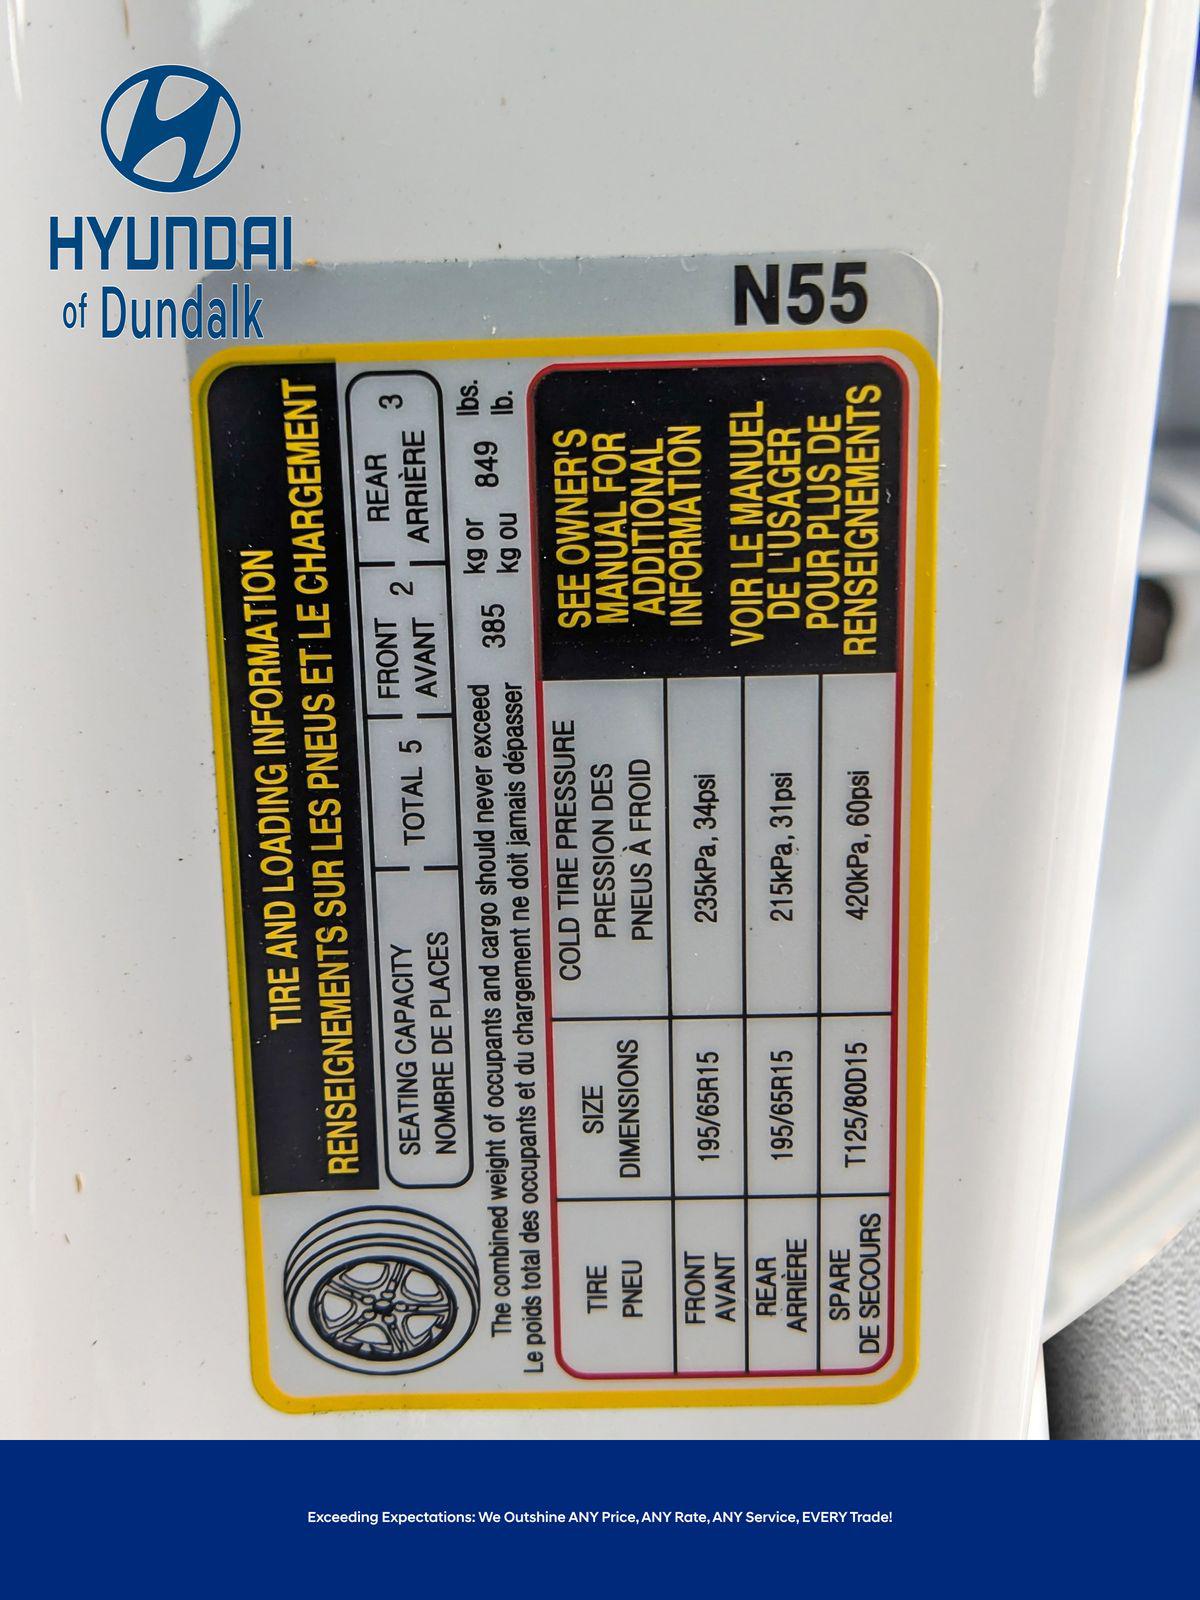 HYUNDAI
of Dundalk
N55
TIRE AND LOADING INFORMATION
RENSEIGNEMENTS SUR LES PNEUS ET LE CHARGEMENT
SEATING CAPACITY
NOMBRE DE PLACES
TOTAL 5
FRONT
AVANT 2
REAR
ARRIÈRE 3
The combined weight of occupants and cargo should never exceed 385 kg or 849 lbs.
Le poids total des occupants et du chargement ne doit jamais dépasser kg ou lb.
TIRE
PNEU
SIZE
DIMENSIONS
COLD TIRE PRESSURE
PRESSION DES
PNEUS À FROID
FRONT
AVANT
195/65R15
235kPa, 34psi
REAR
ARRIÈRE
195/65R15
215kPa, 31psi
SPARE
DE SECOURS
T125/80D15
420kPa, 60psi
SEE OWNER'S
MANUAL FOR
ADDITIONAL
INFORMATION
VOIR LE MANUEL
DE L'USAGER
POUR PLUS DE
RENSEIGNEMENTS
Exceeding Expectations: We Outshine ANY Price, ANY Rate, ANY Service, EVERY Trade!